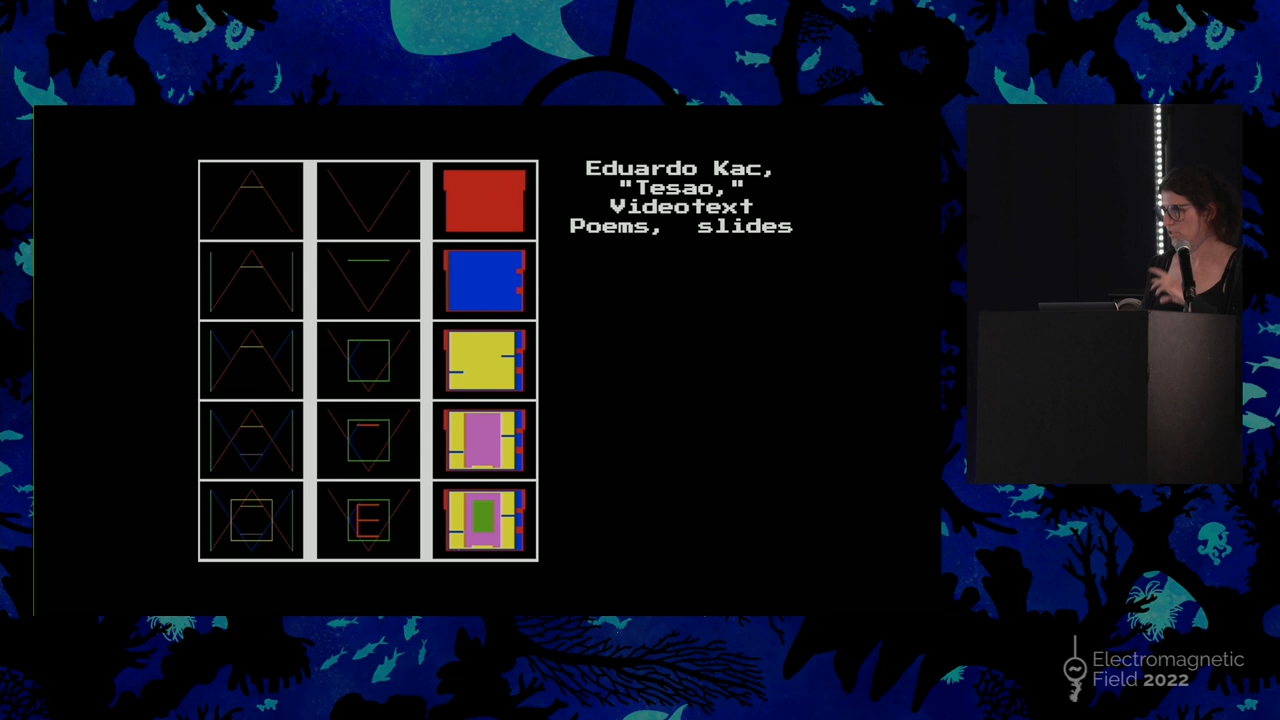 Eduardo Kac,
"Tesao,"
Videotext
Poems, slides
E
Electromagnetic
Field 2022